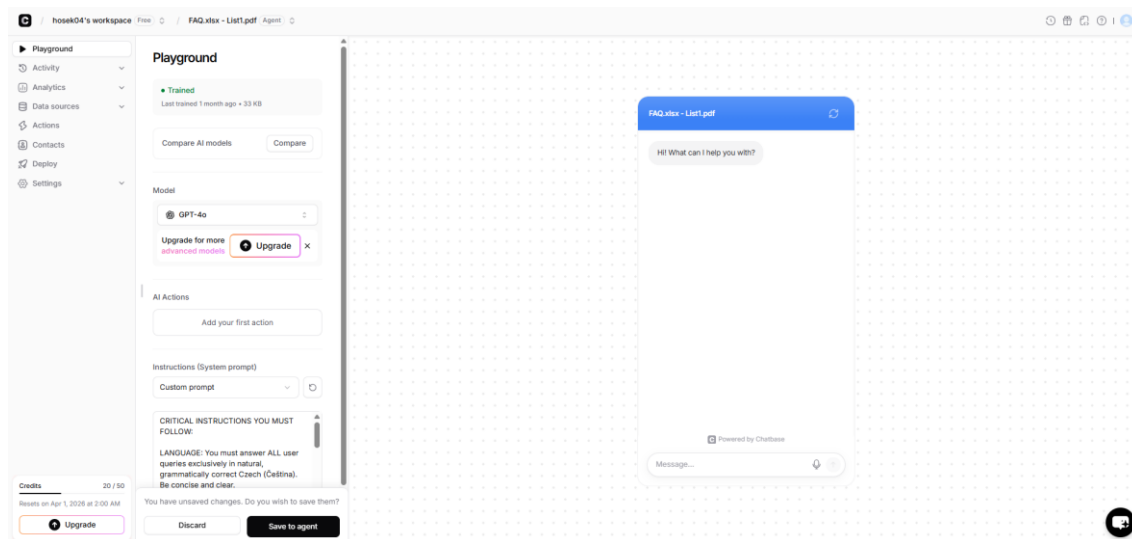 hosek04's workspace Free / FAQ.xlsx - List1.pdf Agent
Playground
Activity
Analytics
Data sources
Actions
Contacts
Deploy
Settings
Credits 20 / 50
Resets on Apr 1, 2026 at 2:00 AM
Upgrade
Playground
Trained
Last trained 1 month ago • 33 KB
Compare AI models Compare
Model
GPT-4o
Upgrade for more
advanced models
Upgrade
AI Actions
Add your first action
Instructions (System prompt)
Custom prompt
CRITICAL INSTRUCTIONS YOU MUST
FOLLOW:
LANGUAGE: You must answer ALL user
queries exclusively in natural,
grammatically correct Czech (Čeština).
Be concise and clear.
You have unsaved changes. Do you wish to save them?
Discard Save to agent
FAQ.xlsx - List1.pdf
Hi! What can I help you with?
Powered by Chatbase
Message...